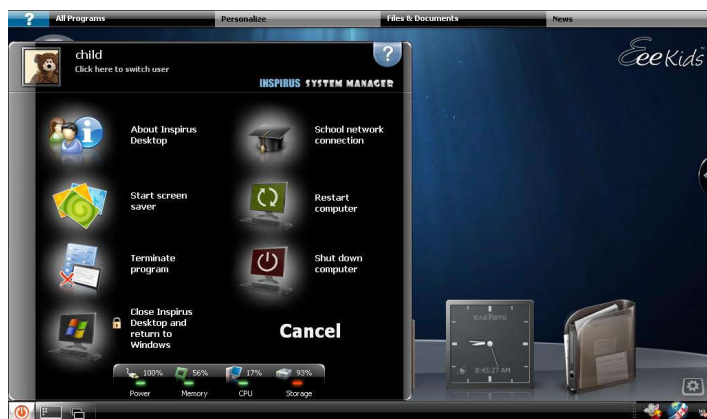 ?
All Programs
Personalize
Files & Documents
News
child
Click here to switch user
?
INSPIRUS SYSTEM MANAGER
EeeKids
About Inspirus
Desktop
School network
connection
Start screen
saver
Restart
computer
Terminate
program
Shut down
computer
Close Inspirus
Desktop and
return to
Windows
Cancel
100%
56%
17%
93%
Power
Memory
CPU
Storage
8:45:27 AM